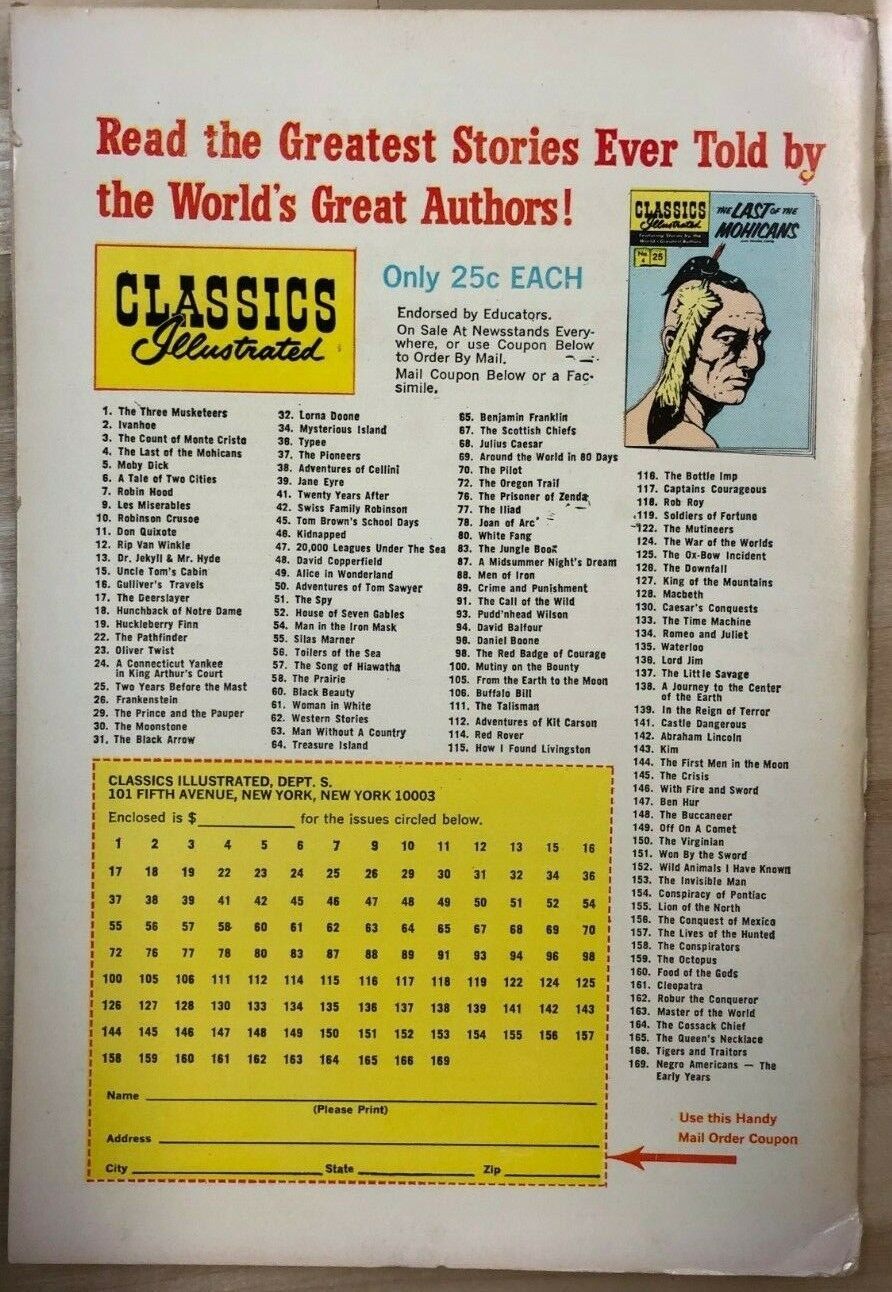 Read the Greatest Stories Ever Told by
the World's Great Authors!
CLASSICS
Illustrated
Only 25c EACH
Endorsed by Educators.
On Sale At Newsstands Every-
where, or use Coupon Below
to Order By Mail.
Mail Coupon Below or a Fac-
simile.
CLASSICS
Illustrated
Featuring Stories by the
World's Greatest Authors
No. 4
25
THE LAST OF THE
MOHICANS
1. The Three Musketeers
2. Ivanhoe
3. The Count of Monte Cristo
4. The Last of the Mohicans
5. Moby Dick
6. A Tale of Two Cities
7. Robin Hood
9. Les Miserables
10. Robinson Crusoe
11. Don Quixote
12. Rip Van Winkle
13. Dr. Jekyll & Mr. Hyde
15. Uncle Tom's Cabin
16. Gulliver's Travels
17. The Deerslayer
18. Hunchback of Notre Dame
19. Huckleberry Finn
22. The Pathfinder
23. Oliver Twist
24. A Connecticut Yankee
in King Arthur's Court
25. Two Years Before the Mast
26. Frankenstein
29. The Prince and the Pauper
30. The Moonstone
31. The Black Arrow
32. Lorna Doone
34. Mysterious Island
36. Typee
37. The Pioneers
38. Adventures of Cellini
39. Jane Eyre
41. Twenty Years After
42. Swiss Family Robinson
45. Tom Brown's School Days
46. Kidnapped
47. 20,000 Leagues Under The Sea
48. David Copperfield
49. Alice in Wonderland
50. Adventures of Tom Sawyer
51. The Spy
52. House of Seven Gables
54. Man in the Iron Mask
55. Silas Marner
56. Toilers of the Sea
57. The Song of Hiawatha
58. The Prairie
60. Black Beauty
61. Woman in White
62. Western Stories
63. Man Without A Country
64. Treasure Island
65. Benjamin Franklin
67. The Scottish Chiefs
68. Julius Caesar
69. Around the World in 80 Days
70. The Pilot
72. The Oregon Trail
76. The Prisoner of Zenda
77. The Iliad
78. Joan of Arc
80. White Fang
83. The Jungle Book
87. A Midsummer Night's Dream
88. Men of Iron
89. Crime and Punishment
91. The Call of the Wild
93. Pudd'nhead Wilson
94. David Balfour
96. Daniel Boone
98. The Red Badge of Courage
100. Mutiny on the Bounty
105. From the Earth to the Moon
106. Buffalo Bill
111. The Talisman
112. Adventures of Kit Carson
114. Red Rover
115. How I Found Livingston
116. The Bottle Imp
117. Captains Courageous
118. Rob Roy
119. Soldiers of Fortune
122. The Mutineers
124. The War of the Worlds
125. The Ox-Bow Incident
126. The Downfall
127. King of the Mountains
128. Macbeth
130. Caesar's Conquests
133. The Time Machine
134. Romeo and Juliet
135. Waterloo
136. Lord Jim
137. The Little Savage
138. A Journey to the Center
of the Earth
139. In the Reign of Terror
141. Castle Dangerous
142. Abraham Lincoln
143. Kim
144. The First Men in the Moon
145. The Crisis
146. With Fire and Sword
147. Ben Hur
148. The Buccaneer
149. Off On A Comet
150. The Virginian
151. Won By the Sword
152. Wild Animals I Have Known
153. The Invisible Man
154. Conspiracy of Pontiac
155. Lion of the North
156. The Conquest of Mexico
157. The Lives of the Hunted
158. The Conspirators
159. The Octopus
160. Food of the Gods
161. Cleopatra
162. Robur the Conqueror
163. Master of the World
164. The Cossack Chief
165. The Queen's Necklace
166. Tigers and Traitors
169. Negro Americans — The
Early Years
CLASSICS ILLUSTRATED, DEPT. S.
101 FIFTH AVENUE, NEW YORK, NEW YORK 10003
Enclosed is $ for the issues circled below.
1 2 3 4 5 6 7 9 10 11 12 13 15 16
17 18 19 22 23 24 25 26 29 30 31 32 34 36
37 38 39 41 42 45 46 47 48 49 50 51 52 54
55 56 57 58 60 61 62 63 64 65 67 68 69 70
72 76 77 78 80 83 87 88 89 91 93 94 96 98
100 105 106 111 112 114 115 116 117 118 119 122 124 125
126 127 128 130 133 134 135 136 137 138 139 141 142 143
144 145 146 147 148 149 150 151 152 153 154 155 156 157
158 159 160 161 162 163 164 165 166 169
Name
(Please Print)
Address
City State Zip
Use this Handy
Mail Order Coupon